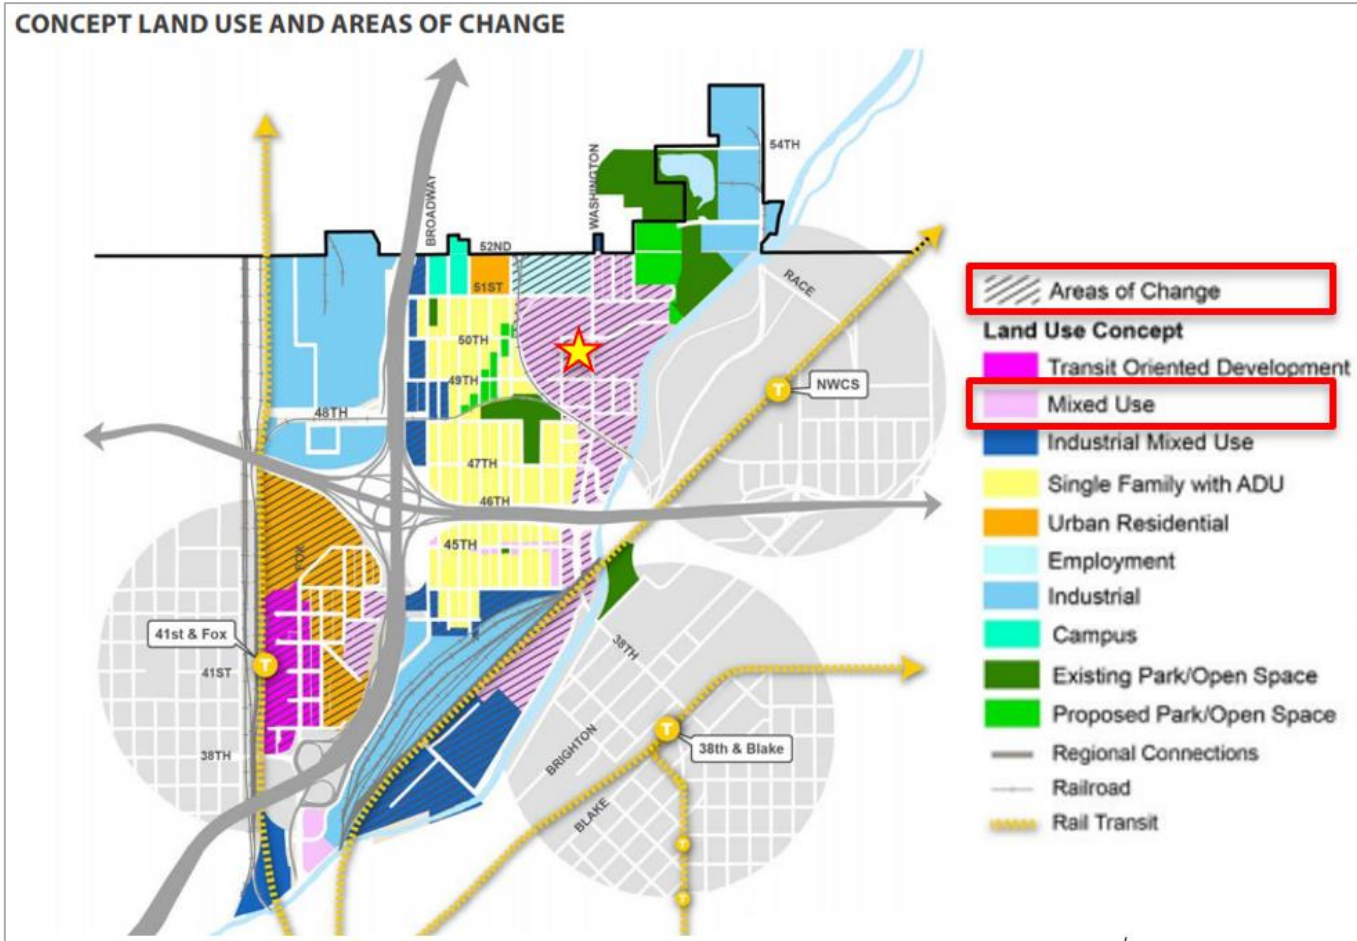 CONCEPT LAND USE AND AREAS OF CHANGE
BROADWAY
WASHINGTON
54TH
52ND
51ST
RACE
50TH
49TH
NWCS
48TH
47TH
46TH
45TH
FOX
41st & Fox
T
T
41ST
38TH
38TH
T
38th & Blake
BRIGHTON
BLAKE
T
T
Areas of Change
Land Use Concept
Transit Oriented Development
Mixed Use
Industrial Mixed Use
Single Family with ADU
Urban Residential
Employment
Industrial
Campus
Existing Park/Open Space
Proposed Park/Open Space
Regional Connections
Railroad
Rail Transit